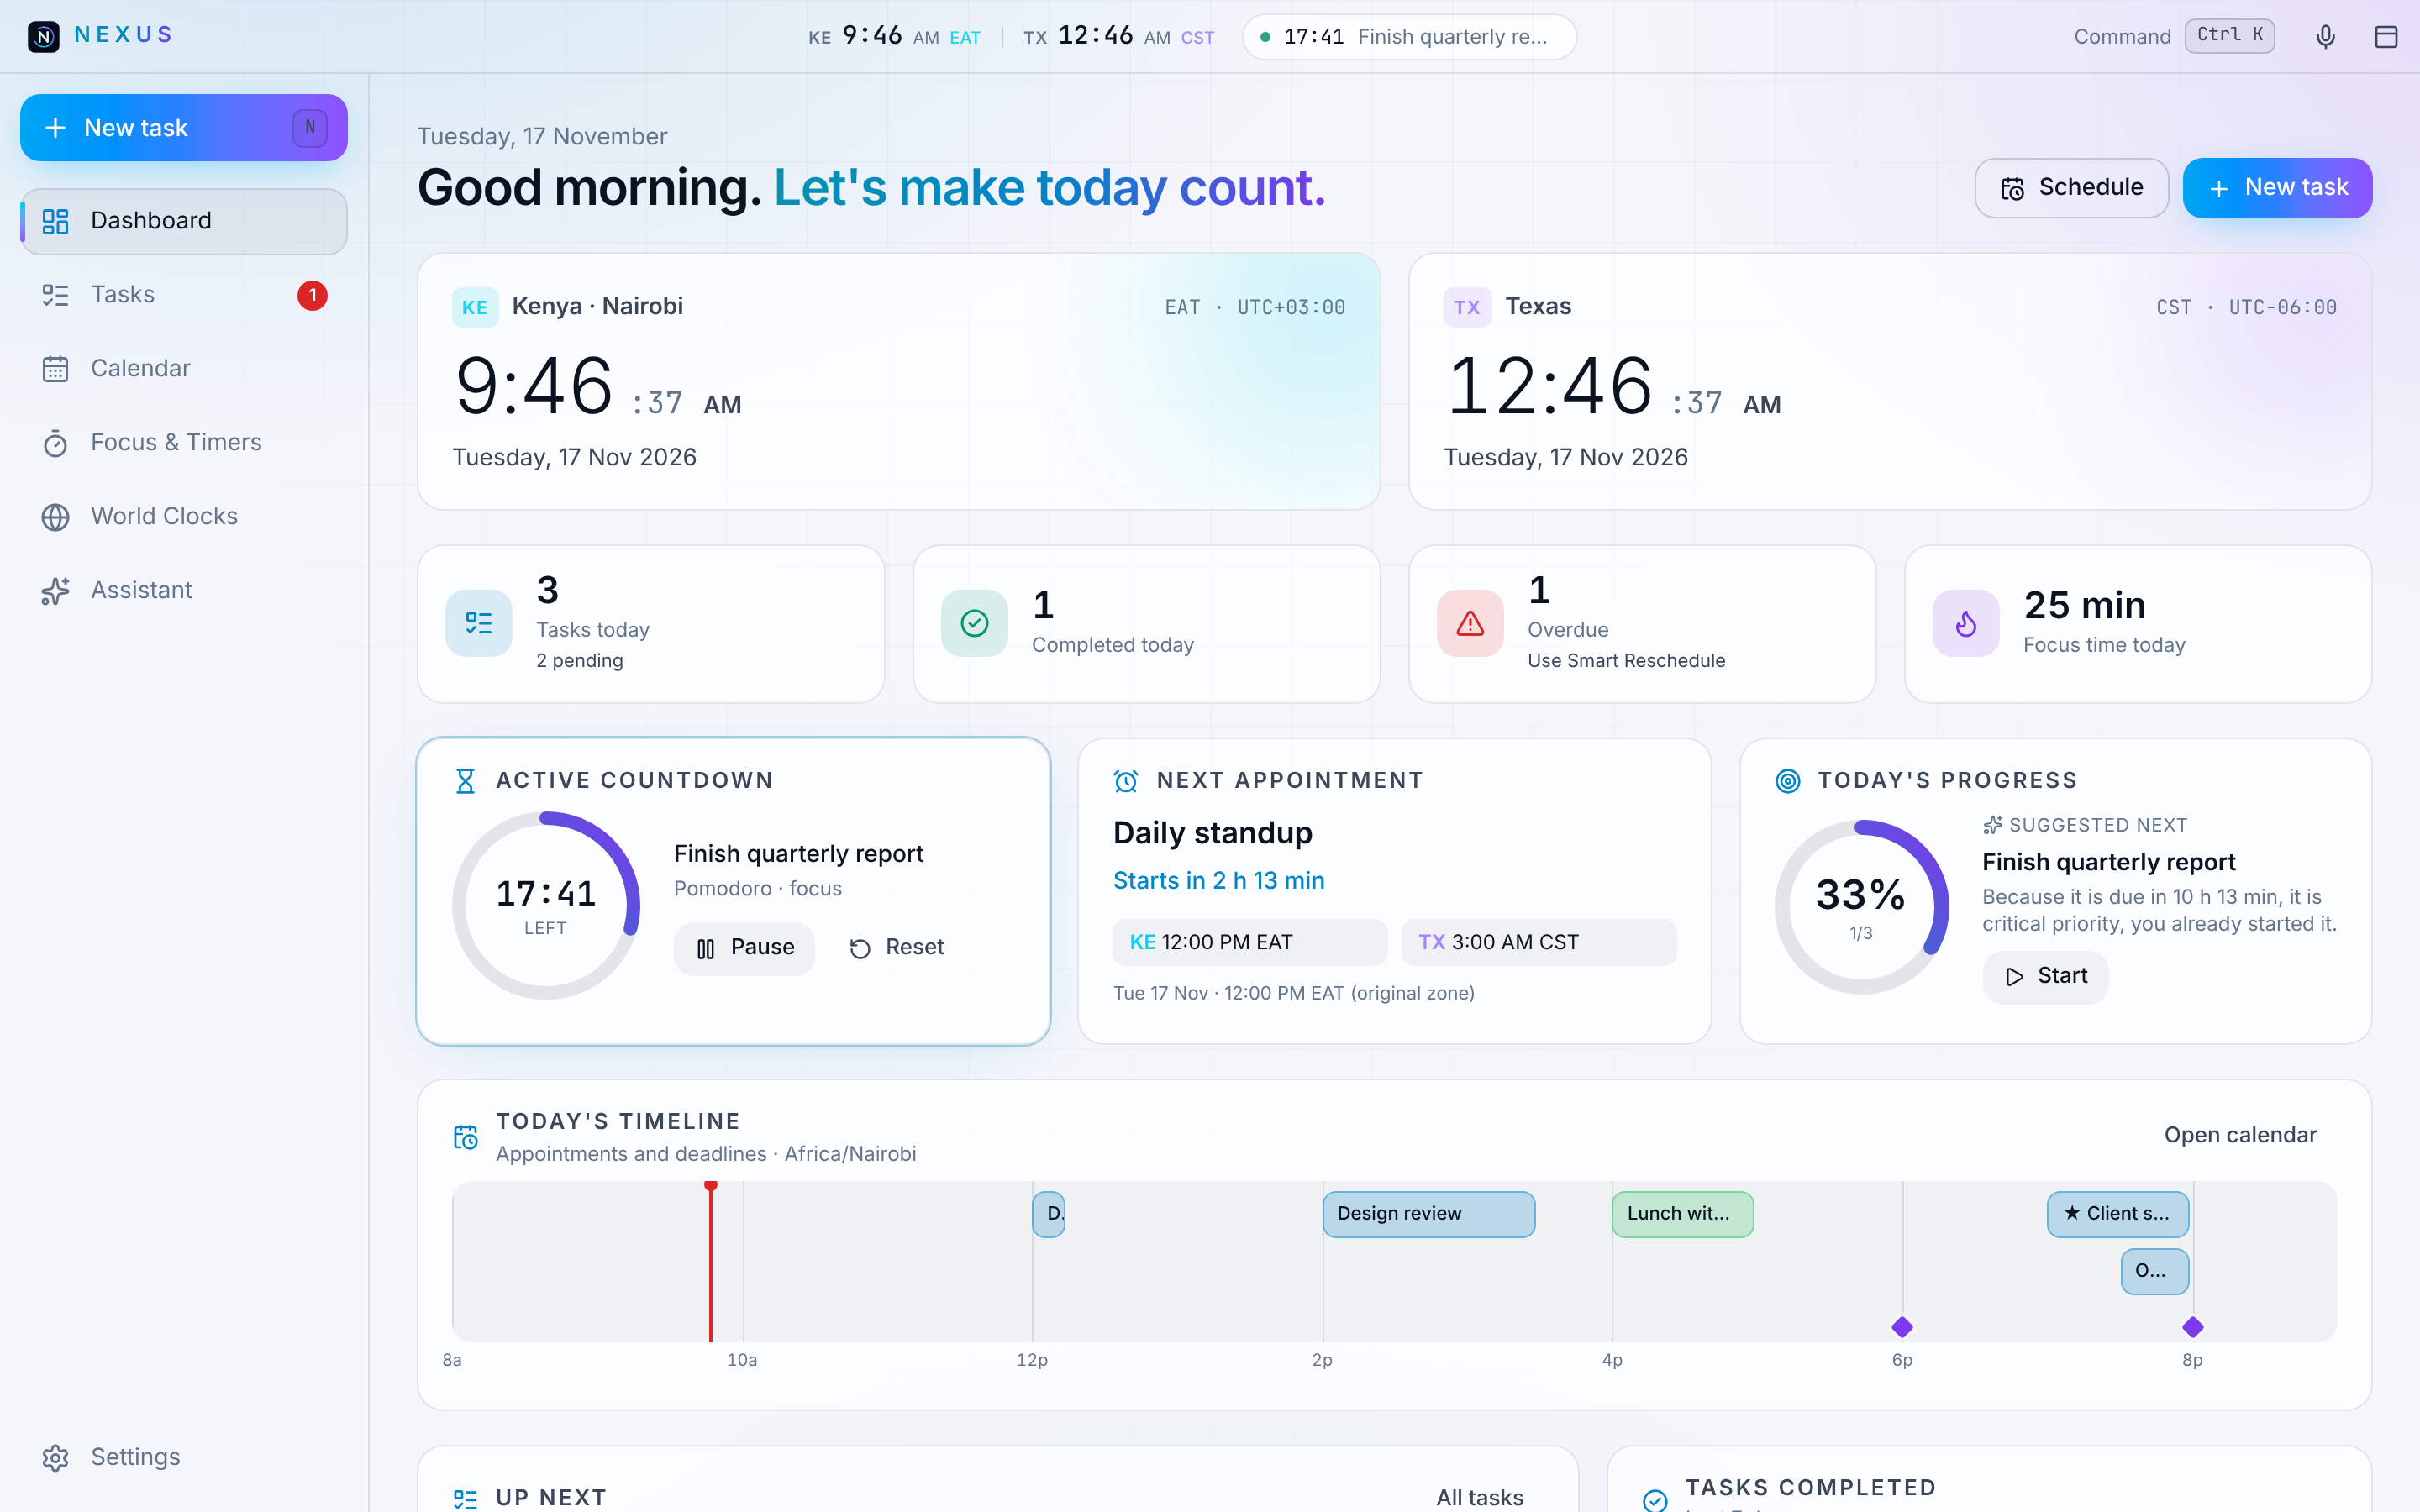 NEXUS
KE 9:46 AM EAT
TX 12:46 AM CST
17:41 Finish quarterly re...
Command Ctrl K
New task N
Dashboard
Tasks 1
Calendar
Focus & Timers
World Clocks
Assistant
Settings
Tuesday, 17 November
Good morning. Let's make today count.
Schedule
New task
KE Kenya · Nairobi
EAT · UTC+03:00
9:46 :37 AM
Tuesday, 17 Nov 2026
TX Texas
CST · UTC-06:00
12:46 :37 AM
Tuesday, 17 Nov 2026
3
Tasks today
2 pending
1
Completed today
1
Overdue
Use Smart Reschedule
25 min
Focus time today
ACTIVE COUNTDOWN
17:41
LEFT
Finish quarterly report
Pomodoro · focus
Pause
Reset
NEXT APPOINTMENT
Daily standup
Starts in 2 h 13 min
KE 12:00 PM EAT
TX 3:00 AM CST
Tue 17 Nov · 12:00 PM EAT (original zone)
TODAY'S PROGRESS
33%
1/3
SUGGESTED NEXT
Finish quarterly report
Because it is due in 10 h 13 min, it is
critical priority, you already started it.
Start
TODAY'S TIMELINE
Appointments and deadlines · Africa/Nairobi
Open calendar
D.
Design review
Lunch wit...
★ Client s...
O...
8a
10a
12p
2p
4p
6p
8p
UP NEXT
All tasks
TASKS COMPLETED